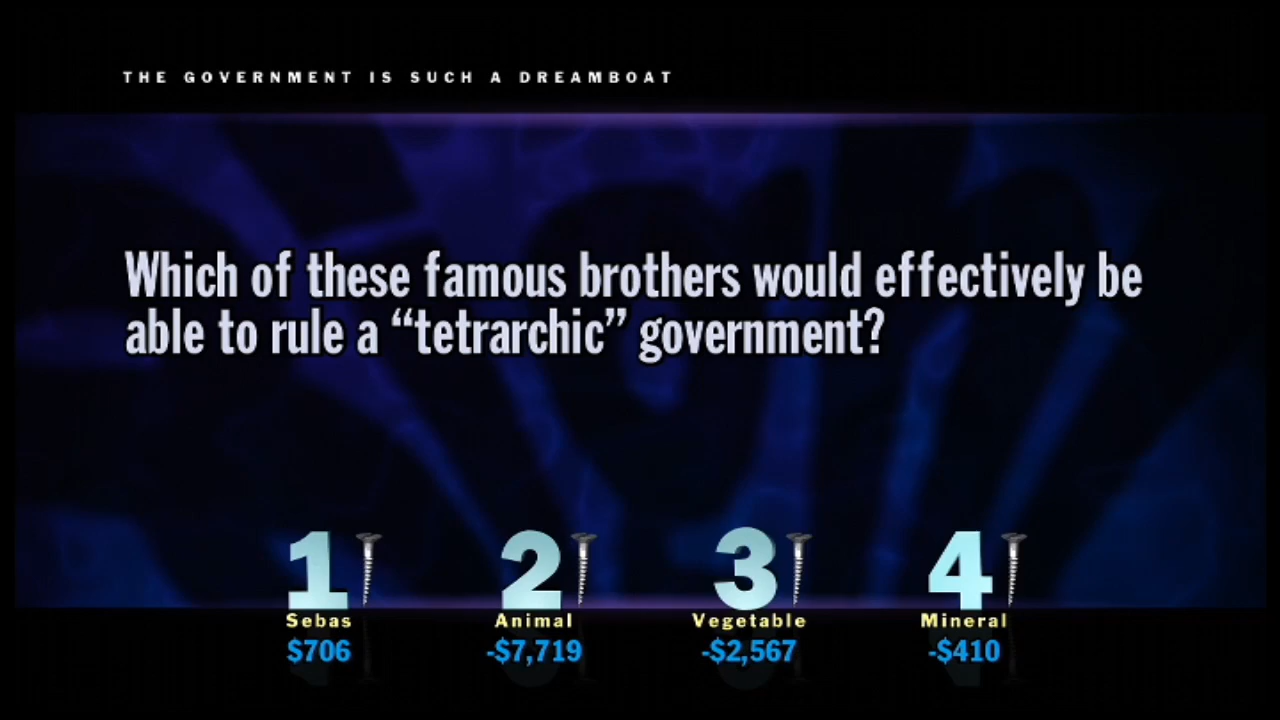 THE GOVERNMENT IS SUCH A DREAMBOAT
Which of these famous brothers would effectively be
able to rule a “tetrarchic” government?
1 2 3 4
Sebas Animal Vegetable Mineral
$706 -$7,719 -$2,567 -$410